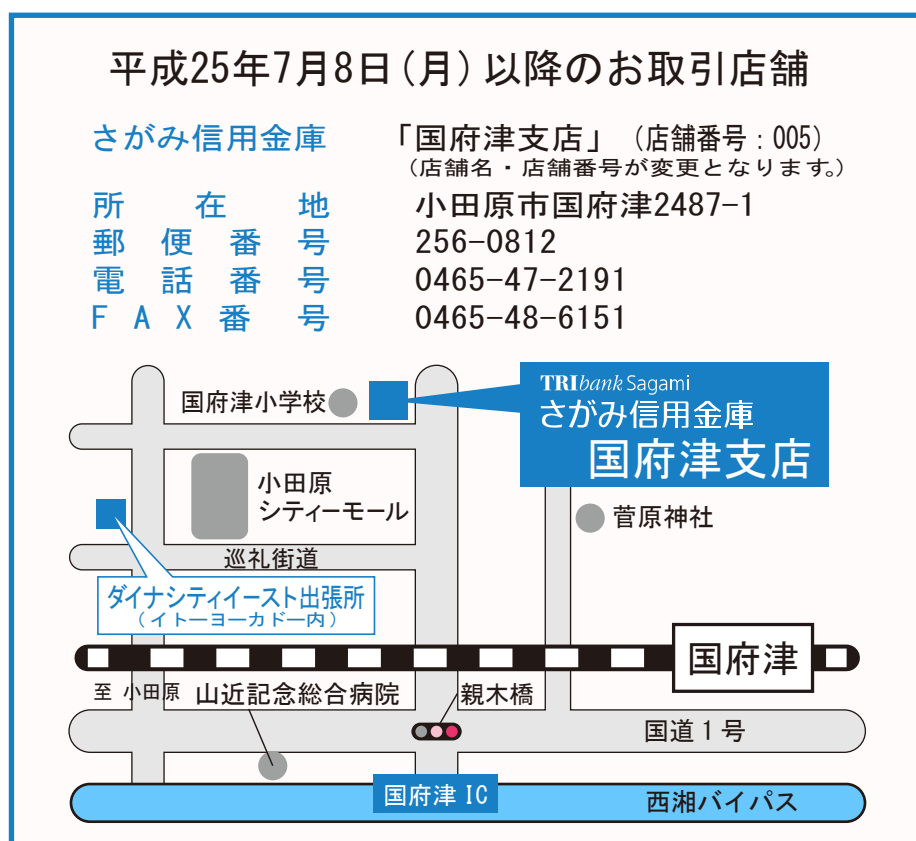 平成25年7月8日(月)以降のお取引店舗
さがみ信用金庫 「国府津支店」(店舗番号:005)
(店舗名・店舗番号が変更となります。)
所在地 小田原市国府津2487-1
郵便番号 256-0812
電話番号 0465-47-2191
FAX番号 0465-48-6151
TRIbank Sagami
さがみ信用金庫
国府津支店
国府津小学校
小田原
シティーモール
菅原神社
巡礼街道
ダイナシティイースト出張所
(イトーヨーカドー内)
国府津
至 小田原
山近記念総合病院
親木橋
国道1号
国府津 IC
西湘バイパス